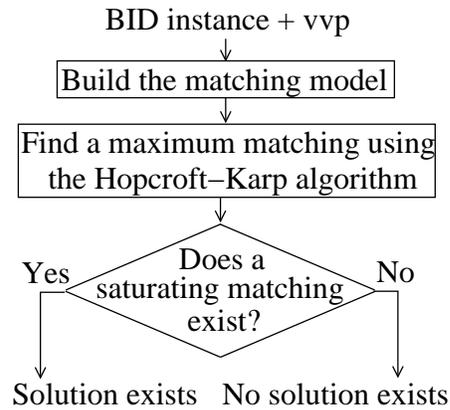 BID instance + vvp
Build the matching model
Find a maximum matching using
the Hopcroft−Karp algorithm
Does a
saturating matching
exist?
Yes
No
Solution exists
No solution exists